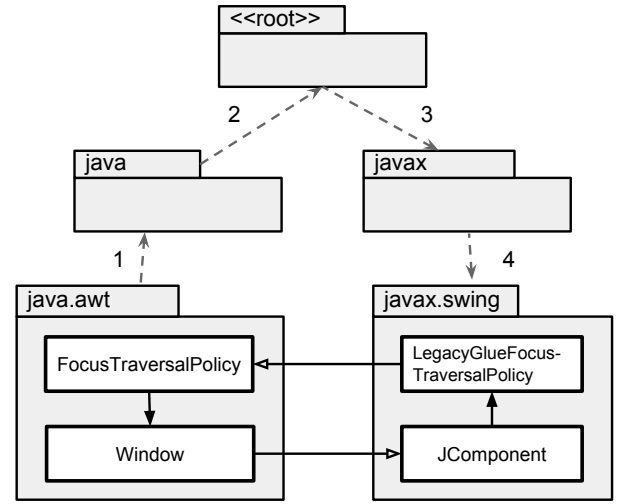 <<root>>
2
3
java
javax
1
4
java.awt
javax.swing
FocusTraversalPolicy
LegacyGlueFocus-
TraversalPolicy
Window
JComponent